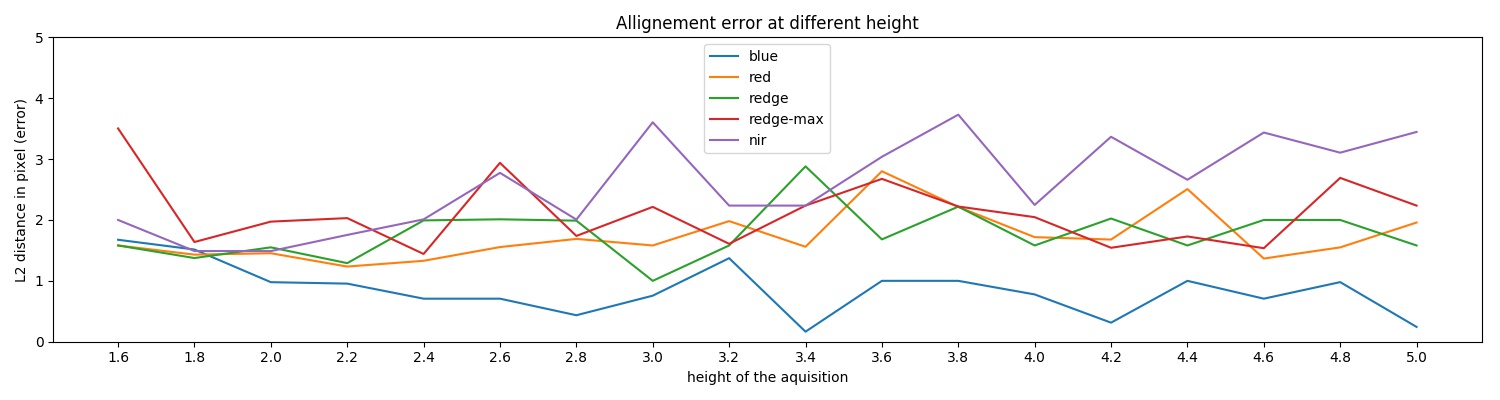 Allignement error at different height
L2 distance in pixel (error)
5
4
3
2
1
0
blue
red
redge
redge-max
nir
1.6 1.8 2.0 2.2 2.4 2.6 2.8 3.0 3.2 3.4 3.6 3.8 4.0 4.2 4.4 4.6 4.8 5.0
height of the aquisition